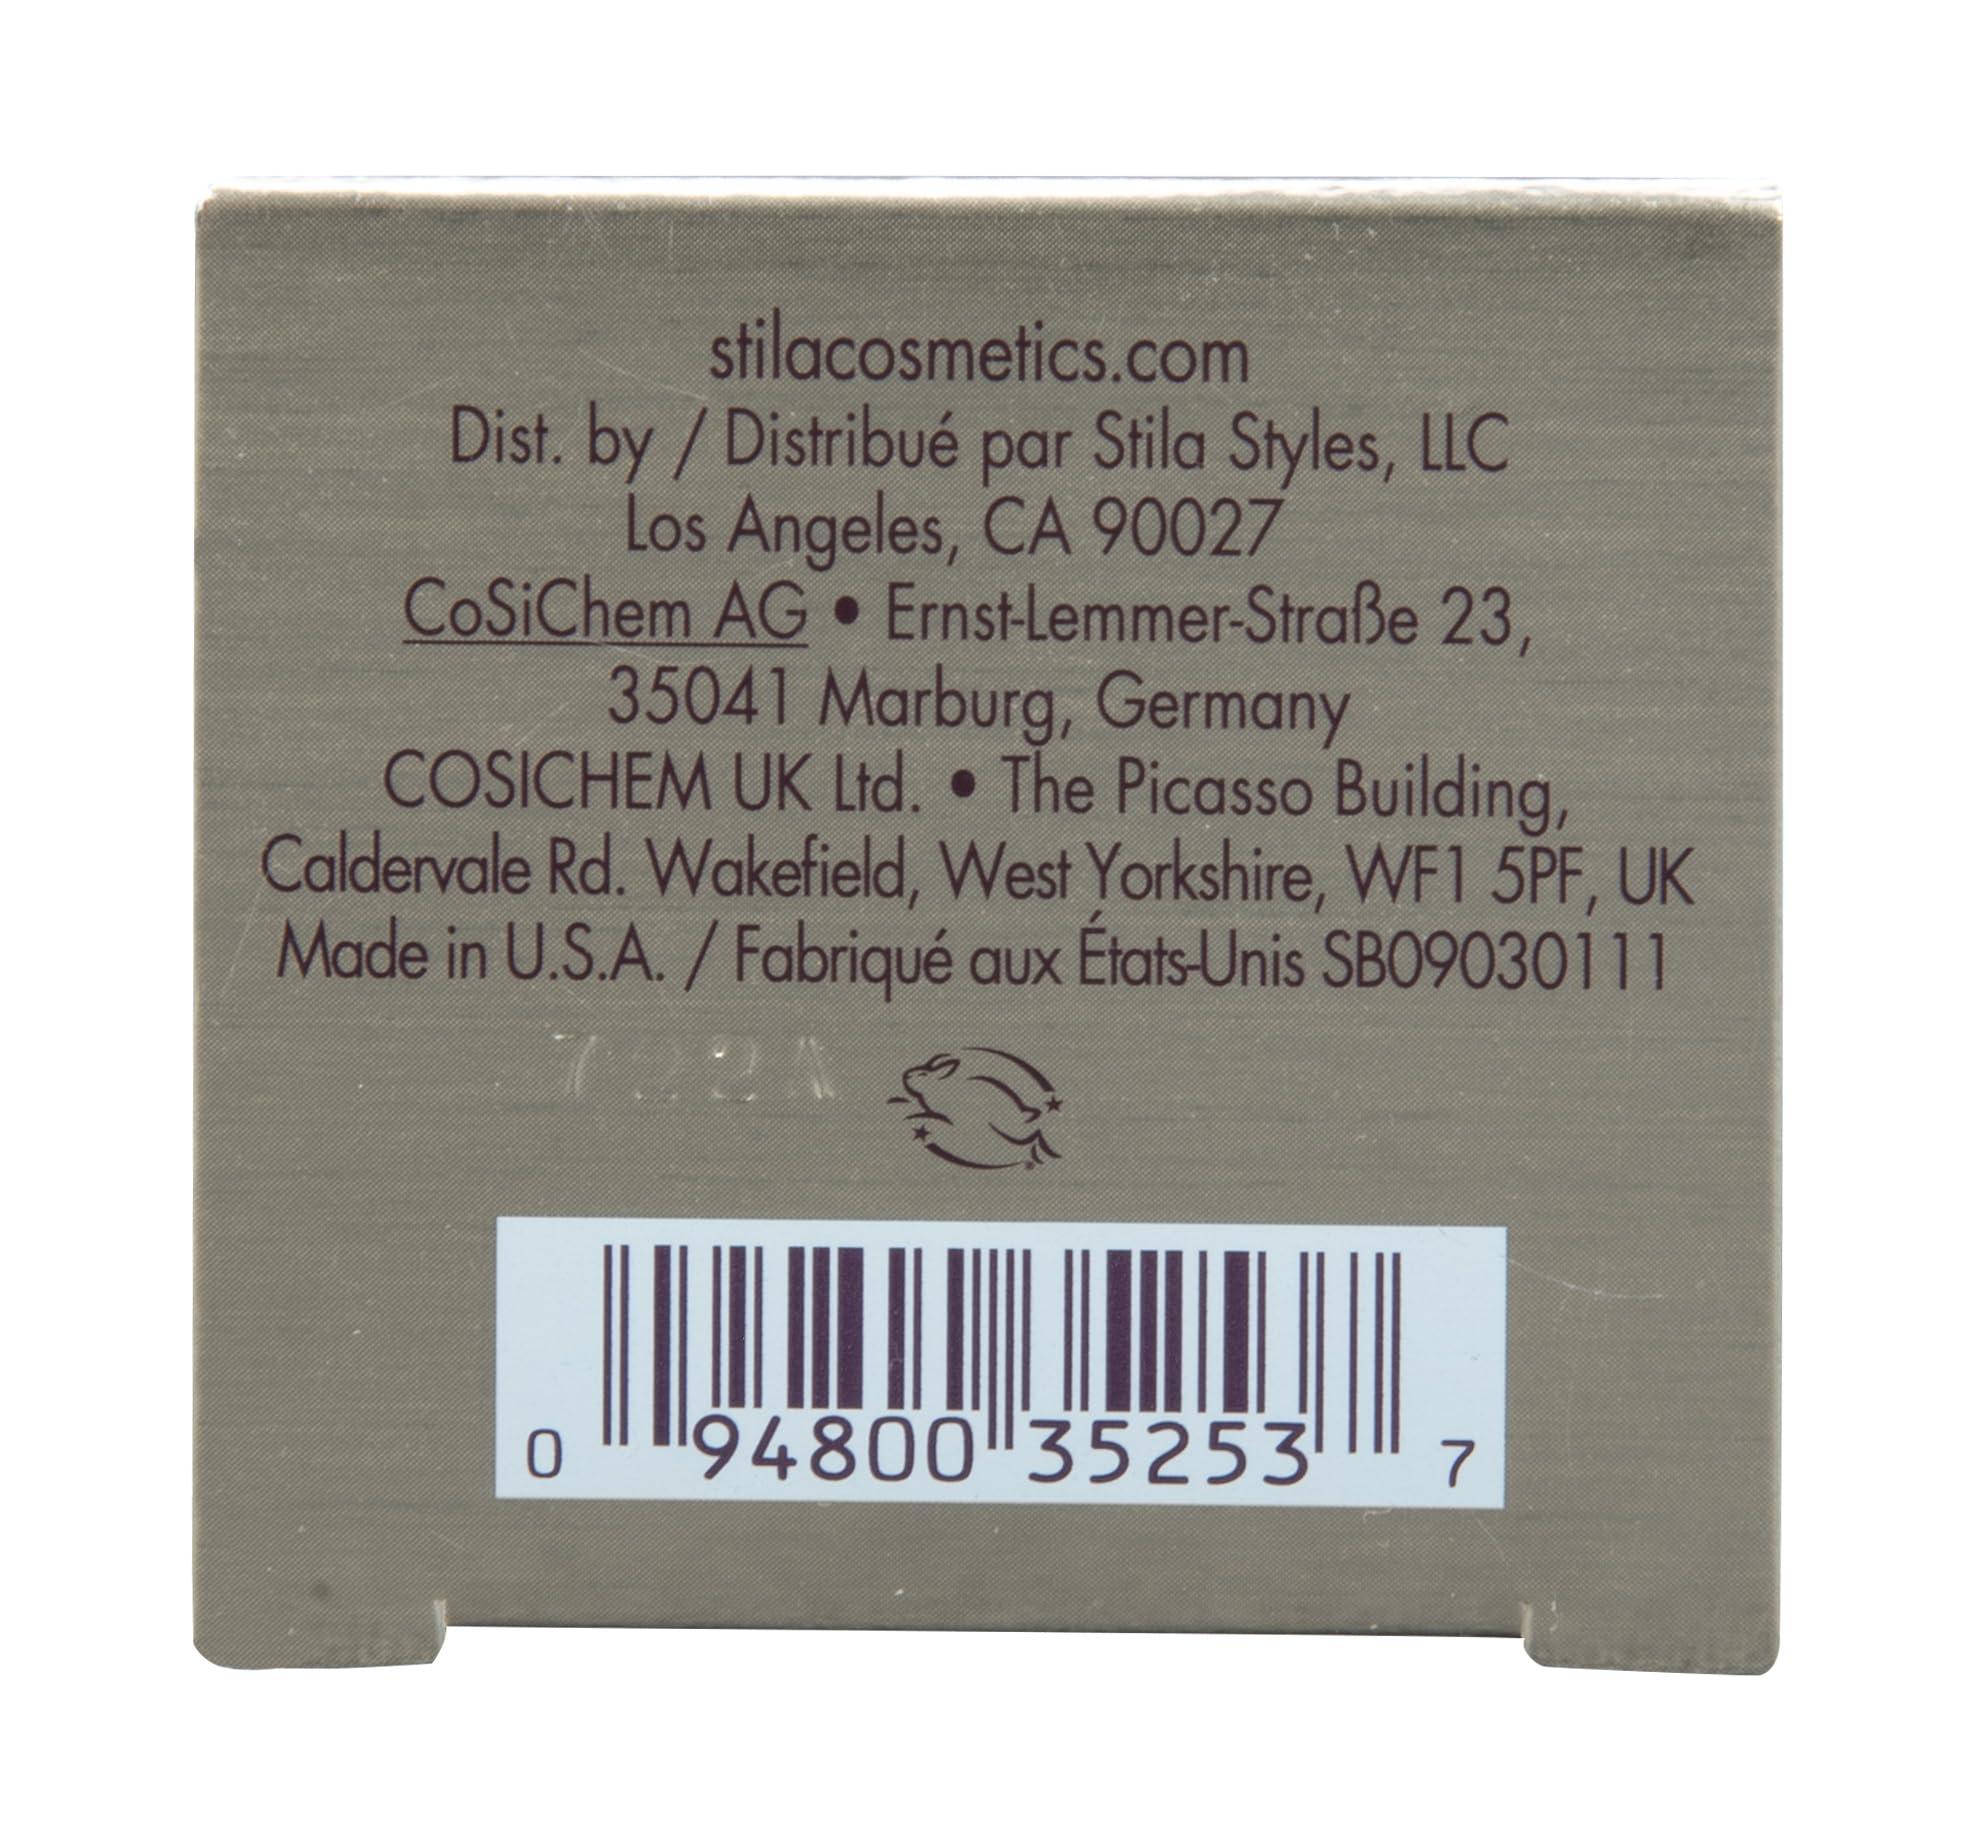 stilacosmetics.com
Dist. by / Distribué par Stila Styles, LLC
Los Angeles, CA 90027
CoSiChem AG • Ernst-Lemmer-Straße 23,
35041 Marburg, Germany
COSICHEM UK Ltd. • The Picasso Building,
Caldervale Rd. Wakefield, West Yorkshire, WF1 5PF, UK
Made in U.S.A. / Fabriqué aux États-Unis SB09030111
0 94800 35253 7